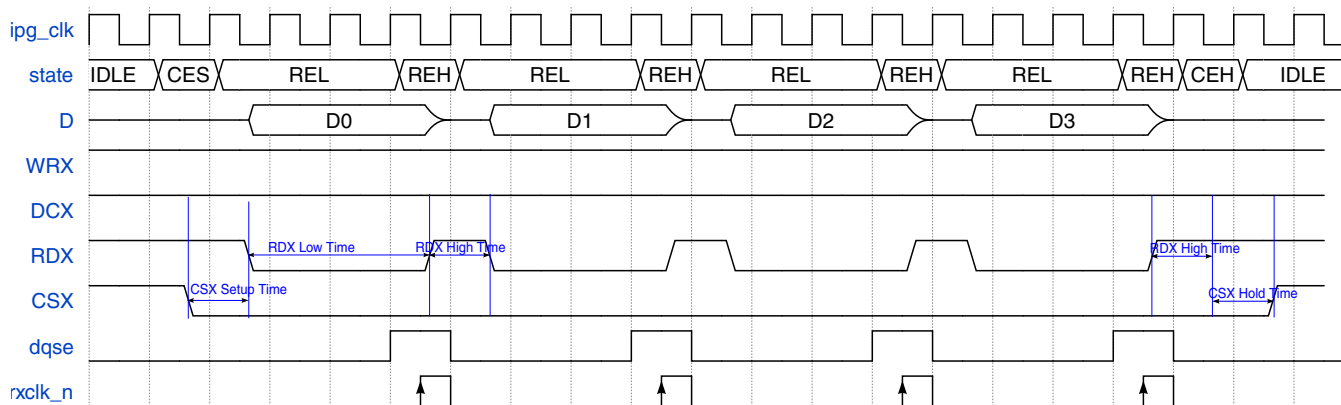 ipg_clk
state IDLE CES REL REH REL REH REL REH REL REH CEH IDLE
D D0 D1 D2 D3
WRX
DCX
RDX RDX Low Time RDX High Time RDX High Time
CSX CSX Setup Time CSX Hold Time
dqse
rxclk_n